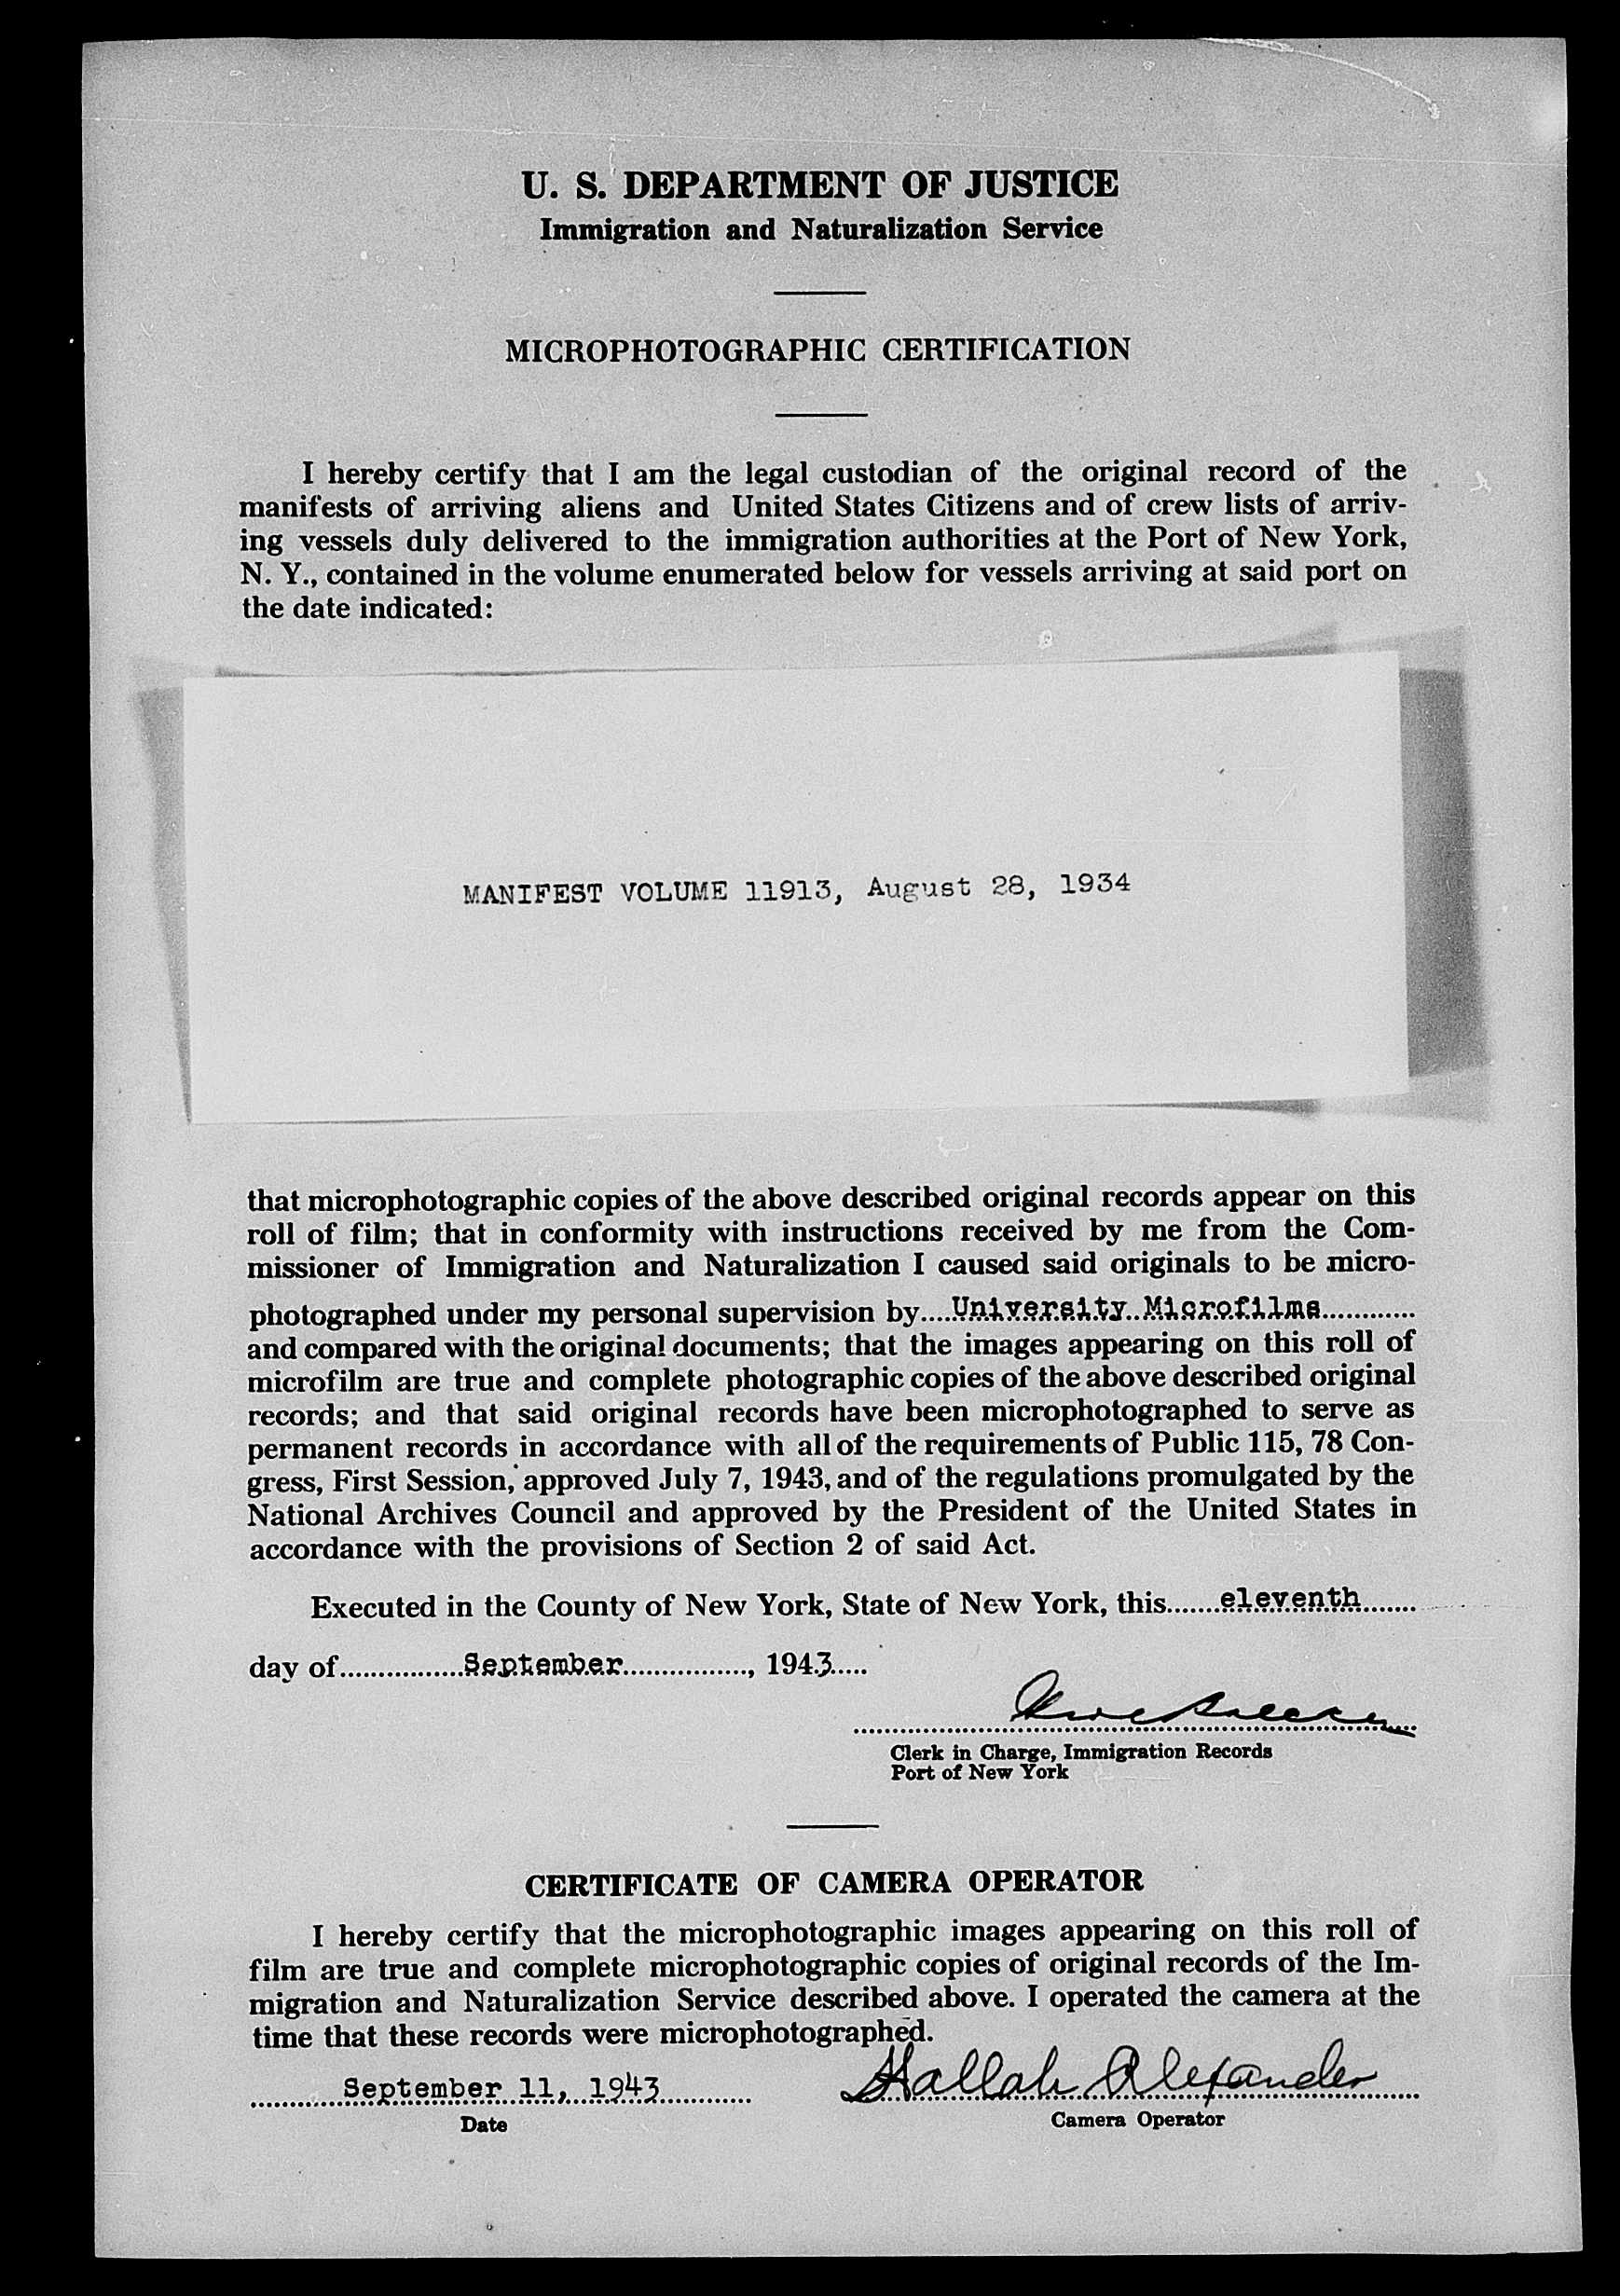 U. S. DEPARTMENT OF JUSTICE
Immigration and Naturalization Service
MICROPHOTOGRAPHIC CERTIFICATION
I hereby certify that I am the legal custodian of the original record of the
manifests of arriving aliens and United States Citizens and of crew lists of arriv-
ing vessels duly delivered to the immigration authorities at the Port of New York,
N. Y., contained in the volume enumerated below for vessels arriving at said port on
the date indicated:
MANIFEST VOLUME 11913, August 28, 1934
that microphotographic copies of the above described original records appear on this
roll of film; that in conformity with instructions received by me from the Com-
missioner of Immigration and Naturalization I caused said originals to be micro-
photographed under my personal supervision by....University Microfilms............
and compared with the original documents; that the images appearing on this roll of
microfilm are true and complete photographic copies of the above described original
records; and that said original records have been microphotographed to serve as
permanent records in accordance with all of the requirements of Public 115, 78 Con-
gress, First Session, approved July 7, 1943, and of the regulations promulgated by the
National Archives Council and approved by the President of the United States in
accordance with the provisions of Section 2 of said Act.
Executed in the County of New York, State of New York, this.......eleventh.......
day of................September................, 1943.....
Clerk in Charge, Immigration Records
Port of New York
CERTIFICATE OF CAMERA OPERATOR
I hereby certify that the microphotographic images appearing on this roll of
film are true and complete microphotographic copies of original records of the Im-
migration and Naturalization Service described above. I operated the camera at the
time that these records were microphotographed.
September 11, 1943 Hallah Alexander
Date Camera Operator